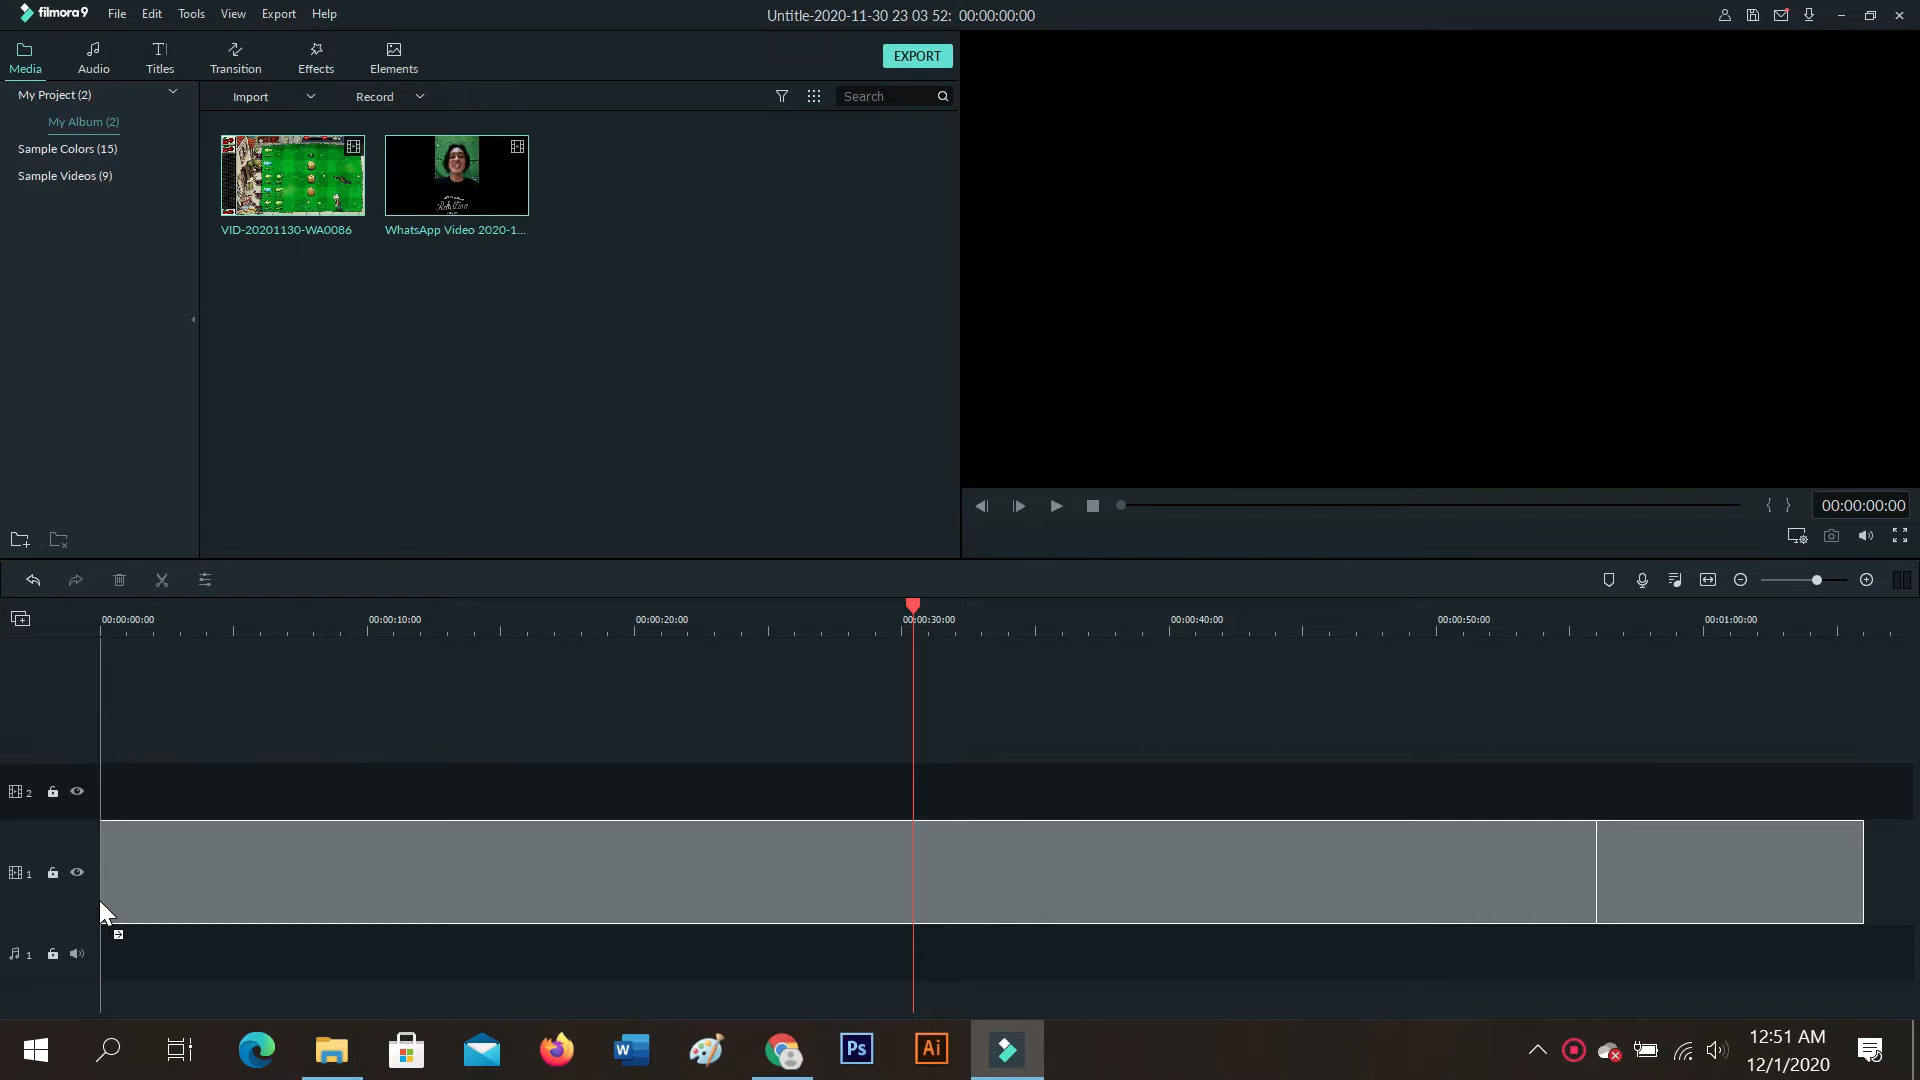 filmora9 File Edit Tools View Export Help Untitle-2020-11-30 23 03 52: 00:00:00:00
Media Audio Titles Transition Effects Elements EXPORT
My Project (2) Import Record Search
My Album (2)
Sample Colors (15)
Sample Videos (9)
VID-20201130-WA0086 WhatsApp Video 2020-1...
00:00:00:00
00:00:00:00 00:00:10:00 00:00:20:00 00:00:30:00 00:00:40:00 00:00:50:00 00:01:00:00
2
1
1
W Ps Ai
12:51 AM
12/1/2020